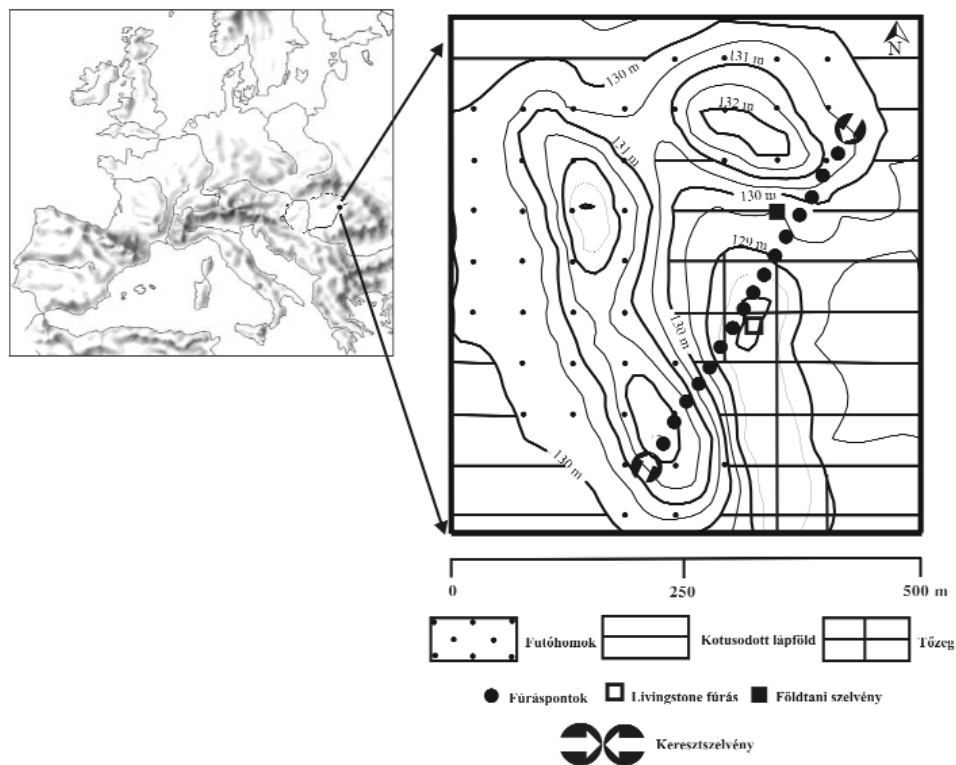 N
130 m
131 m
132 m
131 m
130 m
129 m
130 m
130 m
0
250
500 m
Futóhomok
Kotusodott lápföld
Tőzeg
Fúráspontok
Livingstone fúrás
Földtani szelvény
Keresztszelvény